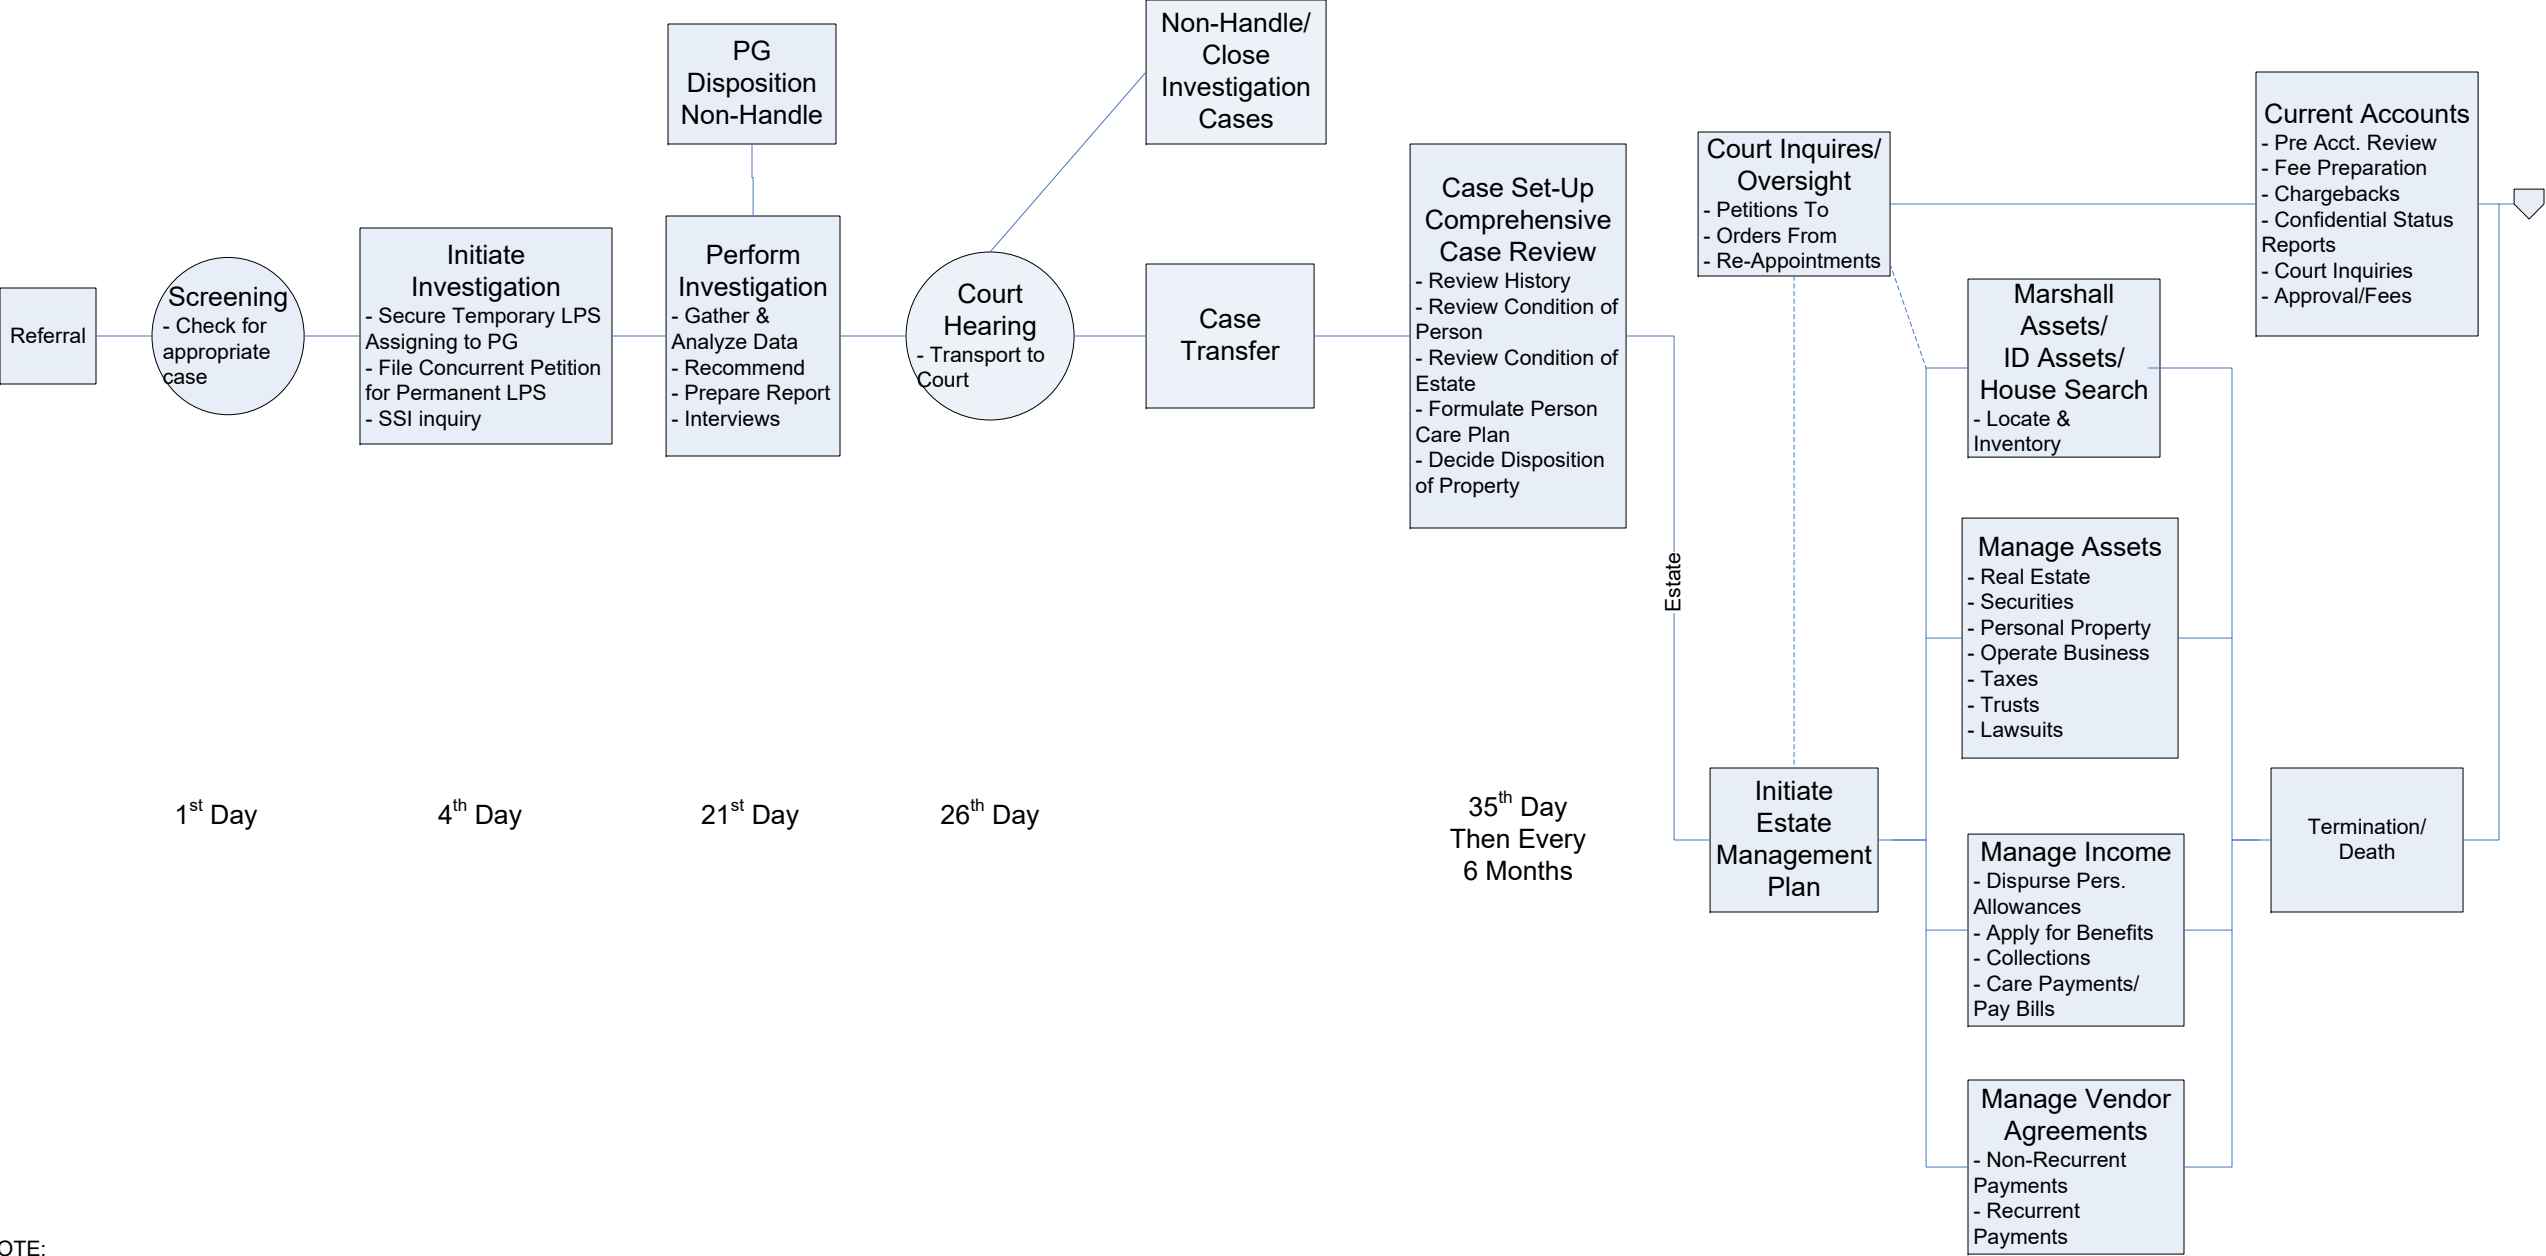 Referral
Screening
- Check for
appropriate
case
Initiate
Investigation
- Secure Temporary LPS
Assigning to PG
- File Concurrent Petition
for Permanent LPS
- SSI inquiry
PG
Disposition
Non-Handle
Perform
Investigation
- Gather &
Analyze Data
- Recommend
- Prepare Report
- Interviews
Court
Hearing
- Transport to
Court
Non-Handle/
Close
Investigation
Cases
Case
Transfer
Case Set-Up
Comprehensive
Case Review
- Review History
- Review Condition of
Person
- Review Condition of
Estate
- Formulate Person
Care Plan
- Decide Disposition
of Property
Estate
Court Inquires/
Oversight
- Petitions To
- Orders From
- Re-Appointments
Initiate
Estate
Management
Plan
Marshall
Assets/
ID Assets/
House Search
- Locate &
Inventory
Manage Assets
- Real Estate
- Securities
- Personal Property
- Operate Business
- Taxes
- Trusts
- Lawsuits
Manage Income
- Dispurse Pers.
Allowances
- Apply for Benefits
- Collections
- Care Payments/
Pay Bills
Manage Vendor
Agreements
- Non-Recurrent
Payments
- Recurrent
Payments
Current Accounts
- Pre Acct. Review
- Fee Preparation
- Chargebacks
- Confidential Status
Reports
- Court Inquiries
- Approval/Fees
Termination/
Death
1st Day
4th Day
21st Day
26th Day
35th Day
Then Every
6 Months
OTE: